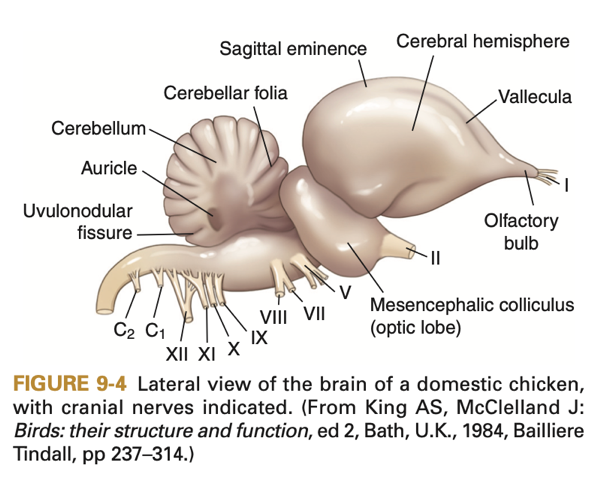 Sagittal eminence
Cerebral hemisphere
Cerebellar folia
Vallecula
Cerebellum
Auricle
Uvulonodular
fissure
I
Olfactory
bulb
II
V
Mesencephalic colliculus
(optic lobe)
VIII
VII
IX
C2
C1
X
XII
XI
FIGURE 9-4 Lateral view of the brain of a domestic chicken,
with cranial nerves indicated. (From King AS, McClelland J:
Birds: their structure and function, ed 2, Bath, U.K., 1984, Bailliere
Tindall, pp 237–314.)